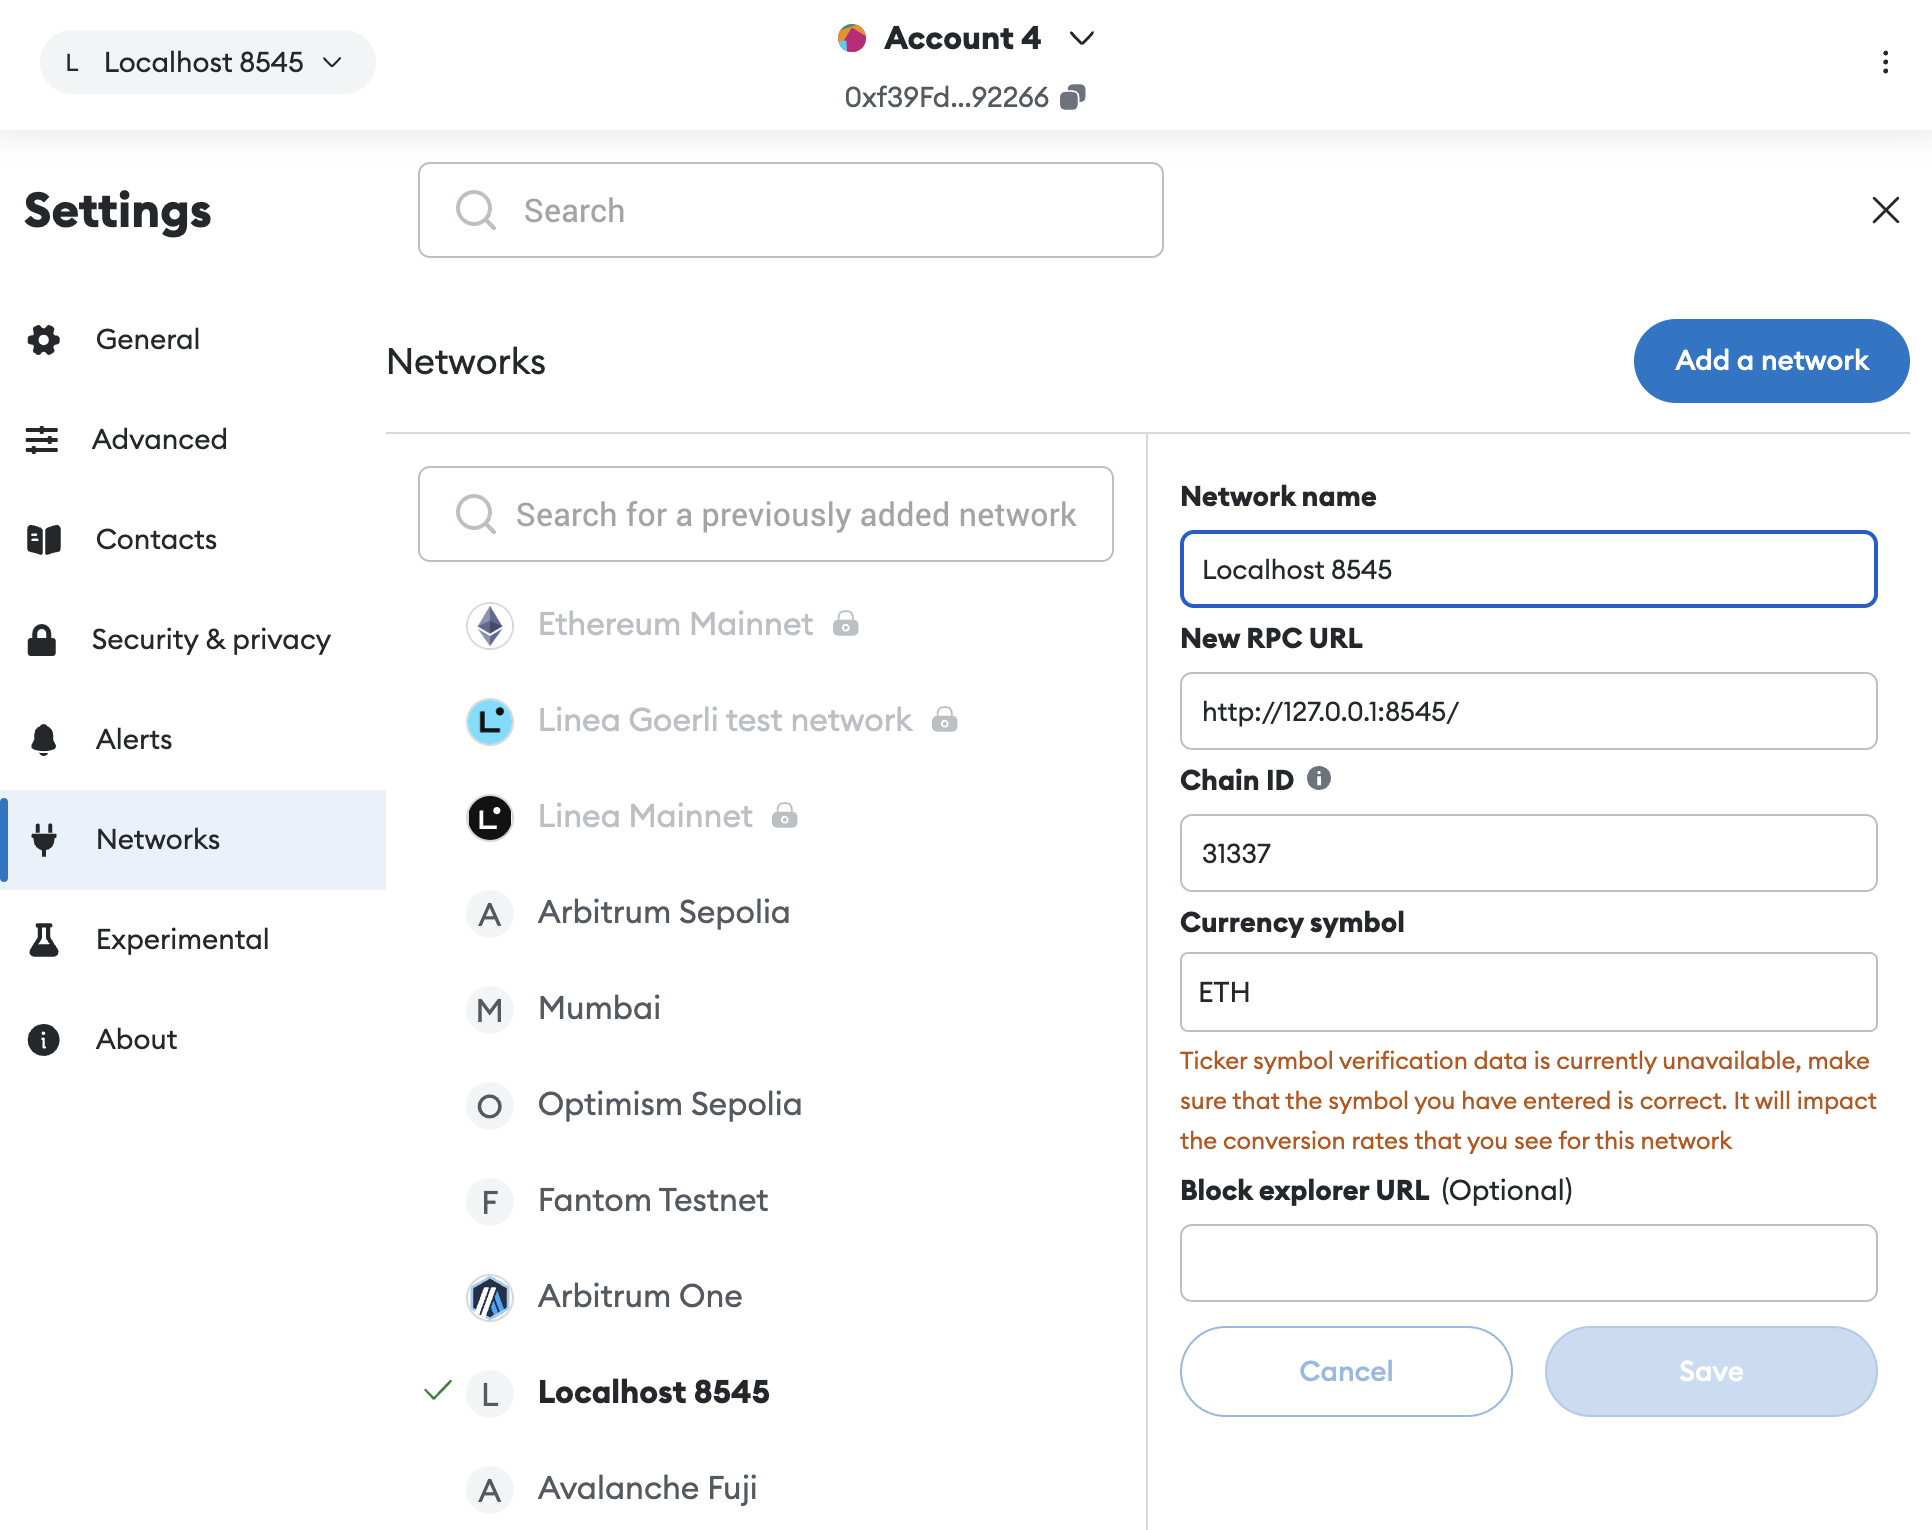 L Localhost 8545
Account 4
0xf39Fd...92266
Settings
Search
General
Advanced
Contacts
Security & privacy
Alerts
Networks
Experimental
About
Networks
Add a network
Search for a previously added network
Ethereum Mainnet
L Linea Goerli test network
L Linea Mainnet
A Arbitrum Sepolia
M Mumbai
O Optimism Sepolia
F Fantom Testnet
Arbitrum One
L Localhost 8545
A Avalanche Fuji
Network name
Localhost 8545
New RPC URL
http://127.0.0.1:8545/
Chain ID
31337
Currency symbol
ETH
Ticker symbol verification data is currently unavailable, make
sure that the symbol you have entered is correct. It will impact
the conversion rates that you see for this network
Block explorer URL (Optional)
Cancel
Save